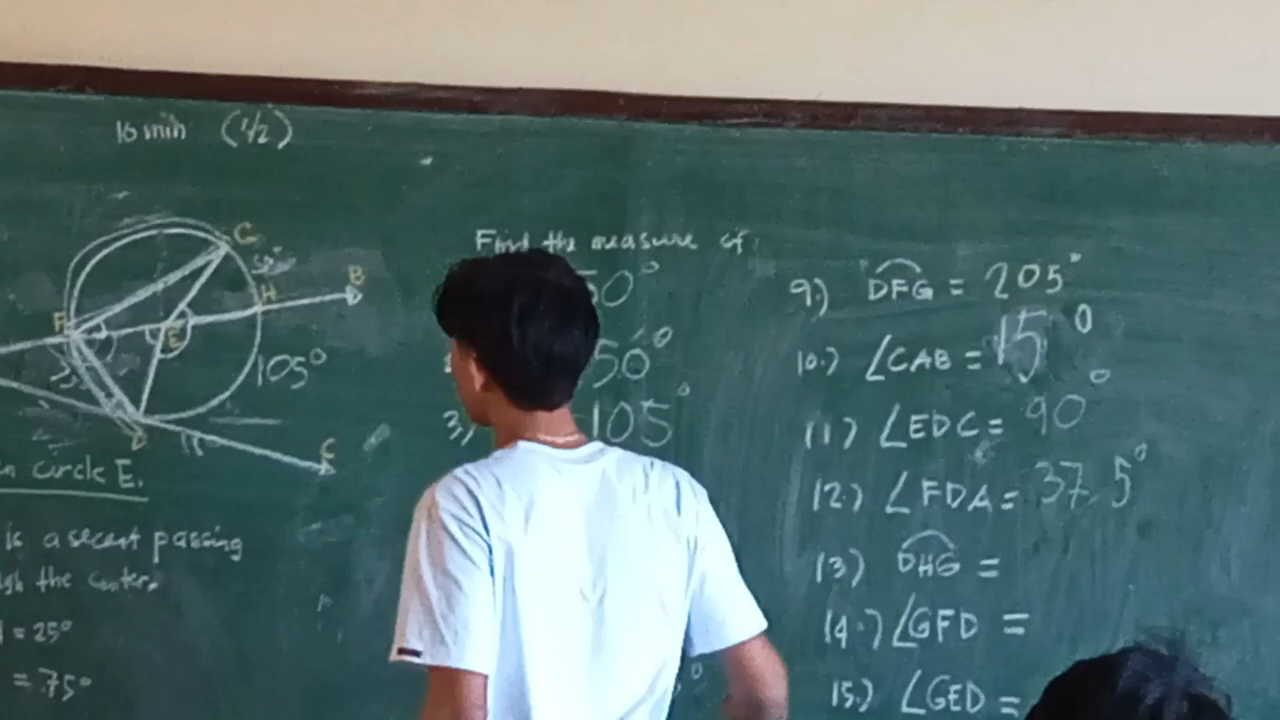 10 min (1/2)
G
50°
B
H
F
E
105°
D
C
n circle E.
is a secant passing
gh the center.
= 25°
= 75°
Find the measure of:
50°
50°
3.) 105°
9.) DFG = 205°
10.) ∠CAB = 15°
11) ∠EDC = 90°
12.) ∠FDA = 37.5°
13.) DHG =
14.) ∠GFD =
15.) ∠GED =